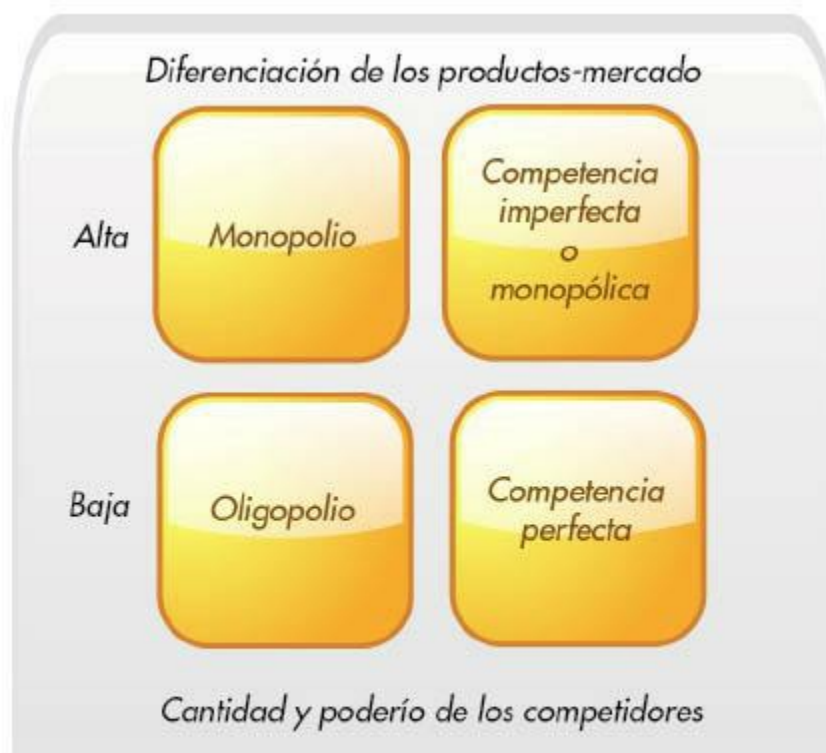 Diferenciación de los productos-mercado
Alta
Monopolio
Competencia
imperfecta
o
monopólica
Baja
Oligopolio
Competencia
perfecta
Cantidad y poderío de los competidores